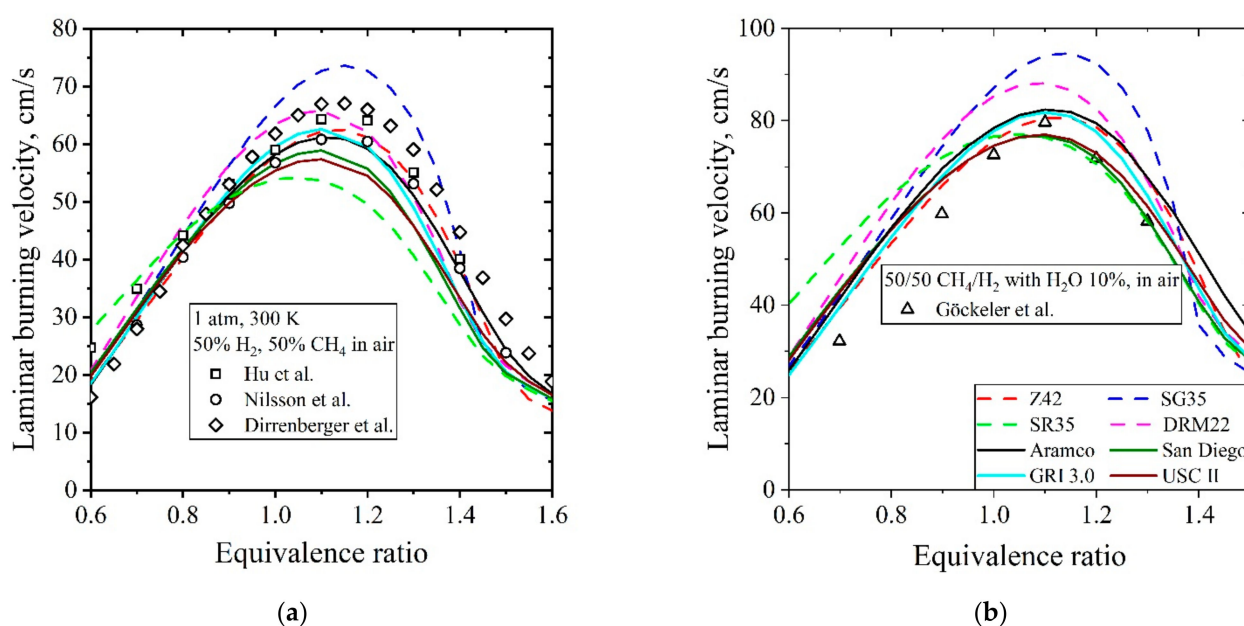 80
70
60
50
40
30
20
10
0
Laminar burning velocity, cm/s
1 atm, 300 K
50% H₂, 50% CH₄ in air
Hu et al.
Nilsson et al.
Dirrenberger et al.
0.6 0.8 1.0 1.2 1.4 1.6
Equivalence ratio
(a)
100
80
60
40
20
0
Laminar burning velocity, cm/s
50/50 CH₄/H₂ with H₂O 10%, in air
Göckeler et al.
Z42 SG35
SR35 DRM22
Aramco San Diego
GRI 3.0 USC II
0.6 0.8 1.0 1.2 1.4
Equivalence ratio
(b)